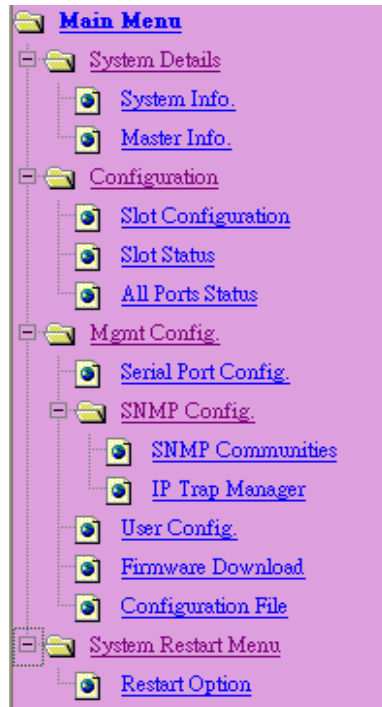 Main Menu
System Details
System Info.
Master Info.
Configuration
Slot Configuration
Slot Status
All Ports Status
Mgmt Config.
Serial Port Config.
SNMP Config.
SNMP Communities
IP Trap Manager
User Config.
Firmware Download
Configuration File
System Restart Menu
Restart Option